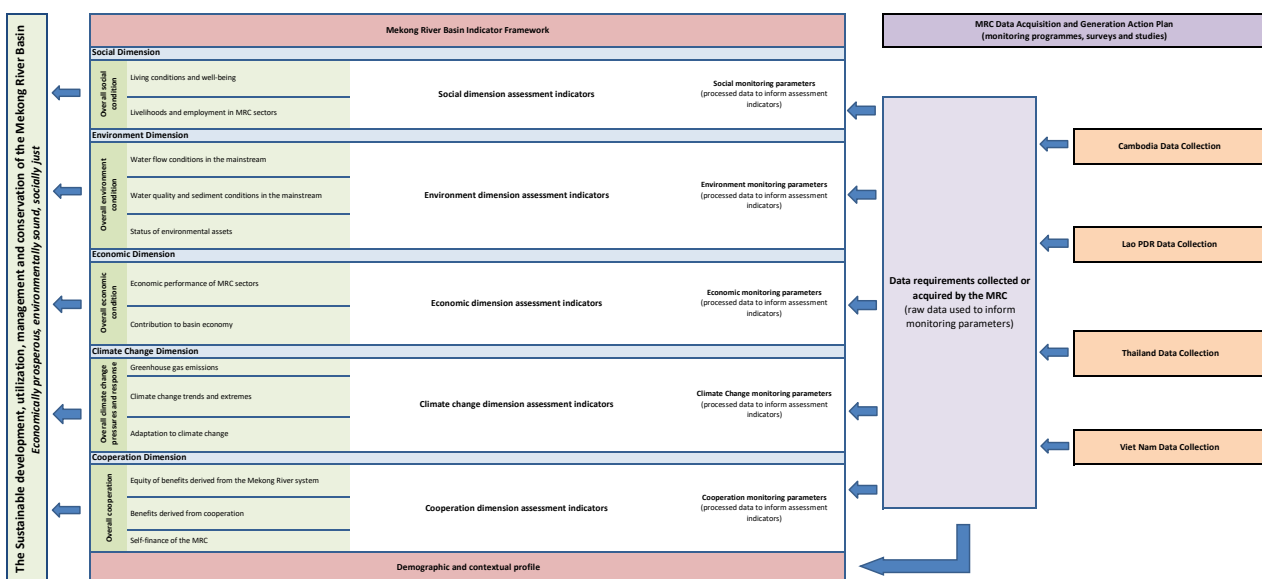 The Sustainable development, utilization, management and conservation of the Mekong River Basin
Economically prosperous, environmentally sound, socially just
Mekong River Basin Indicator Framework
Social Dimension
Overall social
condition
Living conditions and well-being
Livelihoods and employment in MRC sectors
Social dimension assessment indicators
Social monitoring parameters
(processed data to inform assessment
indicators)
Environment Dimension
Overall environment
condition
Water flow conditions in the mainstream
Water quality and sediment conditions in the mainstream
Status of environmental assets
Environment dimension assessment indicators
Environment monitoring parameters
(processed data to inform assessment
indicators)
Economic Dimension
Overall economic
condition
Economic performance of MRC sectors
Contribution to basin economy
Economic dimension assessment indicators
Economic monitoring parameters
(processed data to inform assessment
indicators)
Climate Change Dimension
Overall climate change
pressures and response
Greenhouse gas emissions
Climate change trends and extremes
Adaptation to climate change
Climate change dimension assessment indicators
Climate Change monitoring parameters
(processed data to inform assessment
indicators)
Cooperation Dimension
Overall cooperation
Equity of benefits derived from the Mekong River system
Benefits derived from cooperation
Self-finance of the MRC
Cooperation dimension assessment indicators
Cooperation monitoring parameters
(processed data to inform assessment
indicators)
Demographic and contextual profile
MRC Data Acquisition and Generation Action Plan
(monitoring programmes, surveys and studies)
Data requirements collected or
acquired by the MRC
(raw data used to inform
monitoring parameters)
Cambodia Data Collection
Lao PDR Data Collection
Thailand Data Collection
Viet Nam Data Collection